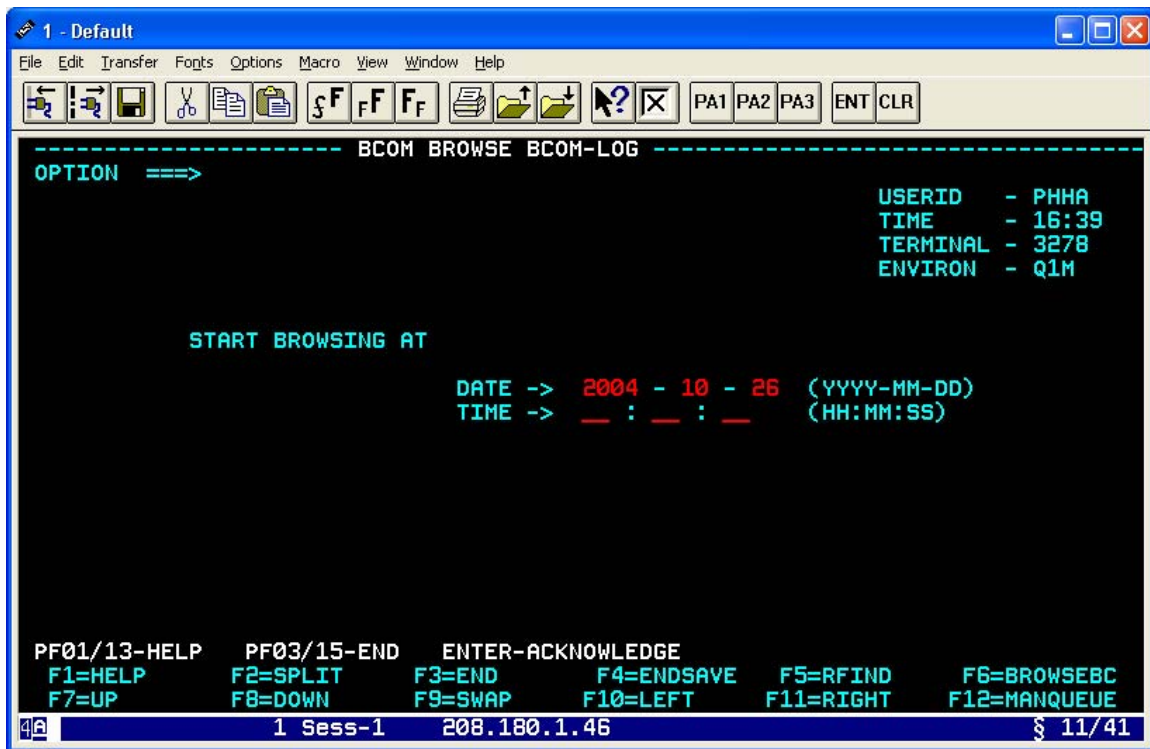 1 - Default
File Edit Transfer Fonts Options Macro View Window Help
PA1 PA2 PA3 ENT CLR
---------------------- BCOM BROWSE BCOM-LOG -----------------------------------
OPTION ===>
USERID - PHHA
TIME - 16:39
TERMINAL - 3278
ENVIRON - Q1M
START BROWSING AT
DATE -> 2004 - 10 - 26 (YYYY-MM-DD)
TIME -> __ : __ : __ (HH:MM:SS)
PF01/13-HELP PF03/15-END ENTER-ACKNOWLEDGE
F1=HELP F2=SPLIT F3=END F4=ENDSAVE F5=RFIND F6=BROWSEBC
F7=UP F8=DOWN F9=SWAP F10=LEFT F11=RIGHT F12=MANQUEUE
4A 1 Sess-1 208.180.1.46 § 11/41